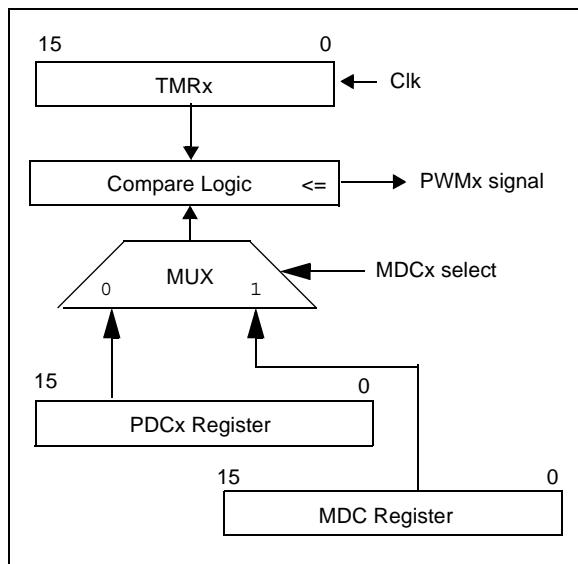 15 0
TMRx
Clk
Compare Logic <=
PWMx signal
MUX
0 1
MDCx select
15 0
PDCx Register
15 0
MDC Register